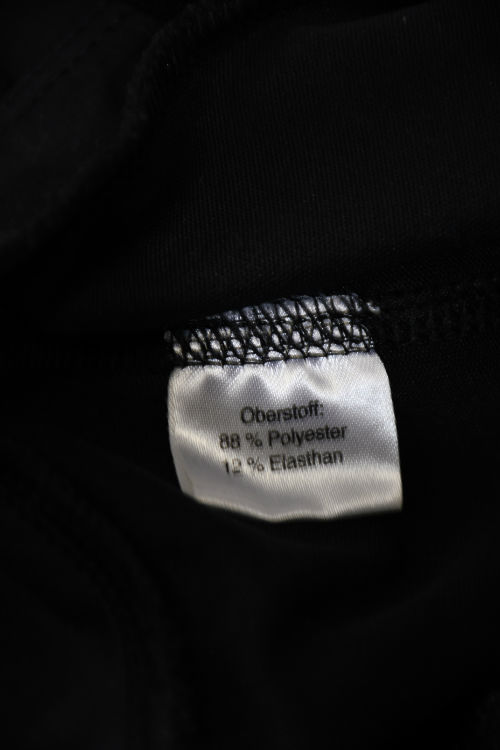 Oberstoff:
88 % Polyester
12 % Elasthan